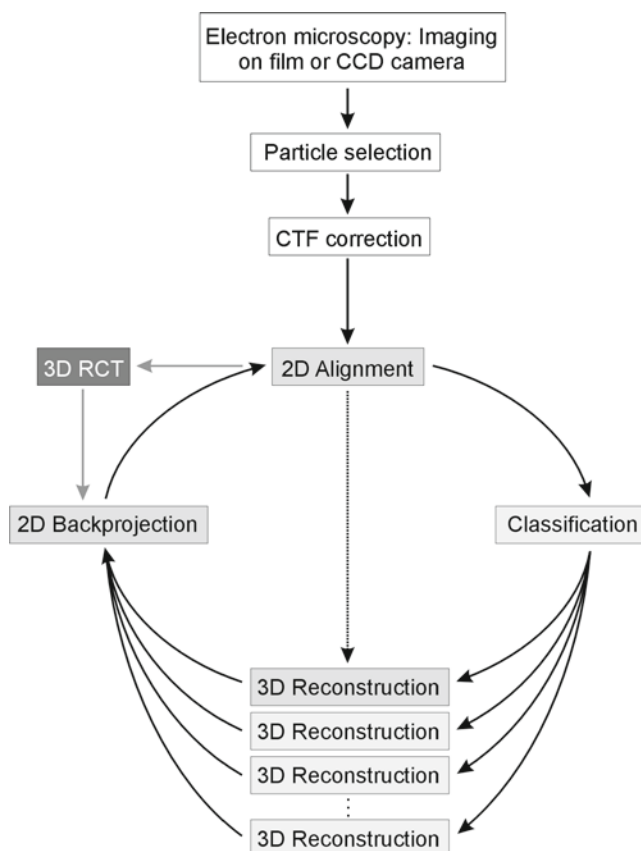 Electron microscopy: Imaging
on film or CCD camera
Particle selection
CTF correction
3D RCT
2D Alignment
2D Backprojection
Classification
3D Reconstruction
3D Reconstruction
3D Reconstruction
3D Reconstruction